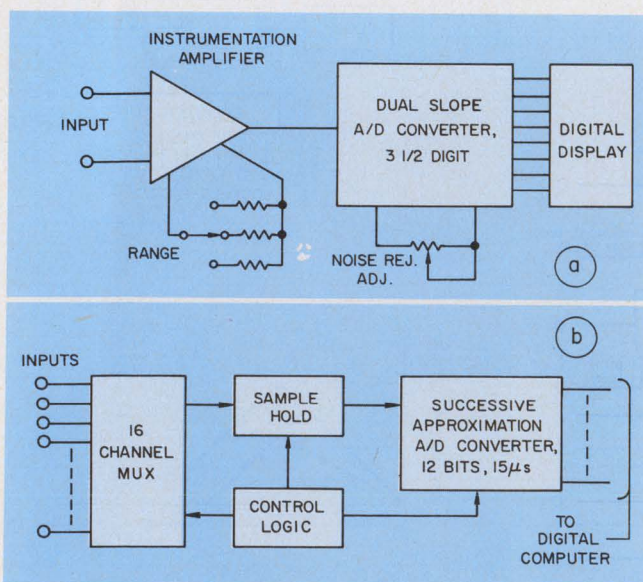 INSTRUMENTATION
AMPLIFIER
INPUT
RANGE
DUAL SLOPE
A/D CONVERTER,
3 1/2 DIGIT
DIGITAL
DISPLAY
NOISE REJ.
ADJ.
a
b
INPUTS
16
CHANNEL
MUX
SAMPLE
HOLD
CONTROL
LOGIC
SUCCESSIVE
APPROXIMATION
A/D CONVERTER,
12 BITS, 15µs
TO
DIGITAL
COMPUTER